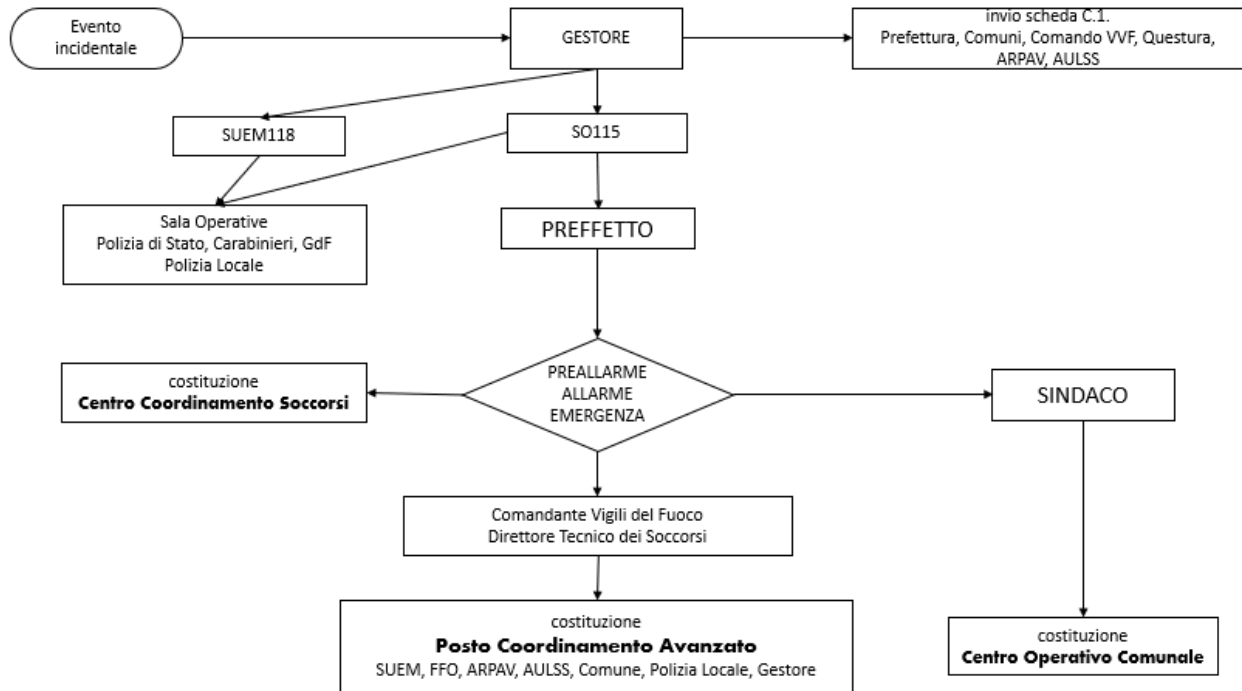 Evento
incidentale
GESTORE
invio scheda C.1.
Prefettura, Comuni, Comando VVF, Questura,
ARPAV, AULSS
SUEM118
SO115
Sala Operative
Polizia di Stato, Carabinieri, GdF
Polizia Locale
PREFFETTO
PREALLARME
ALLARME
EMERGENZA
costituzione
Centro Coordinamento Soccorsi
SINDACO
Comandante Vigili del Fuoco
Direttore Tecnico dei Soccorsi
costituzione
Posto Coordinamento Avanzato
SUEM, FFO, ARPAV, AULSS, Comune, Polizia Locale, Gestore
costituzione
Centro Operativo Comunale